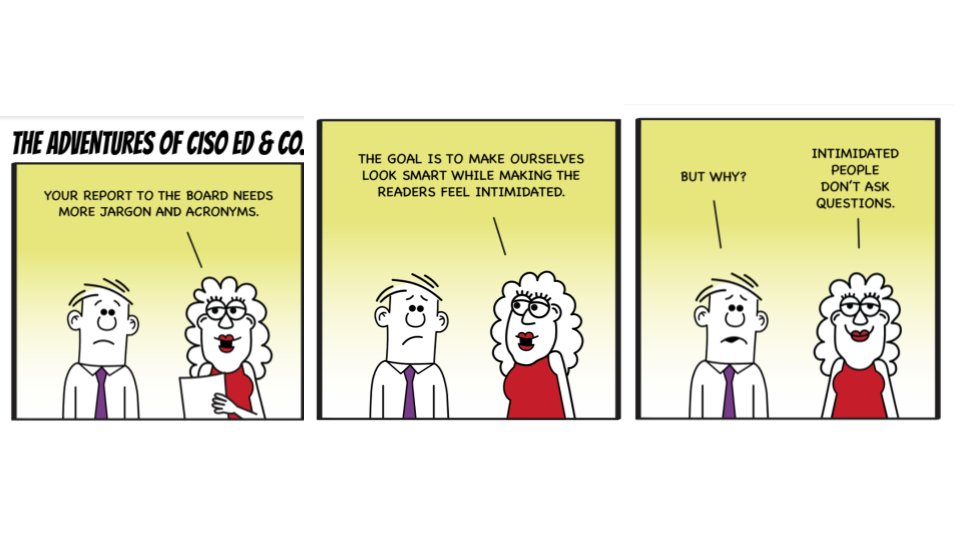 THE ADVENTURES OF CISO ED & CO.
YOUR REPORT TO THE BOARD NEEDS
MORE JARGON AND ACRONYMS.
THE GOAL IS TO MAKE OURSELVES
LOOK SMART WHILE MAKING THE
READERS FEEL INTIMIDATED.
BUT WHY?
INTIMIDATED
PEOPLE
DON'T ASK
QUESTIONS.